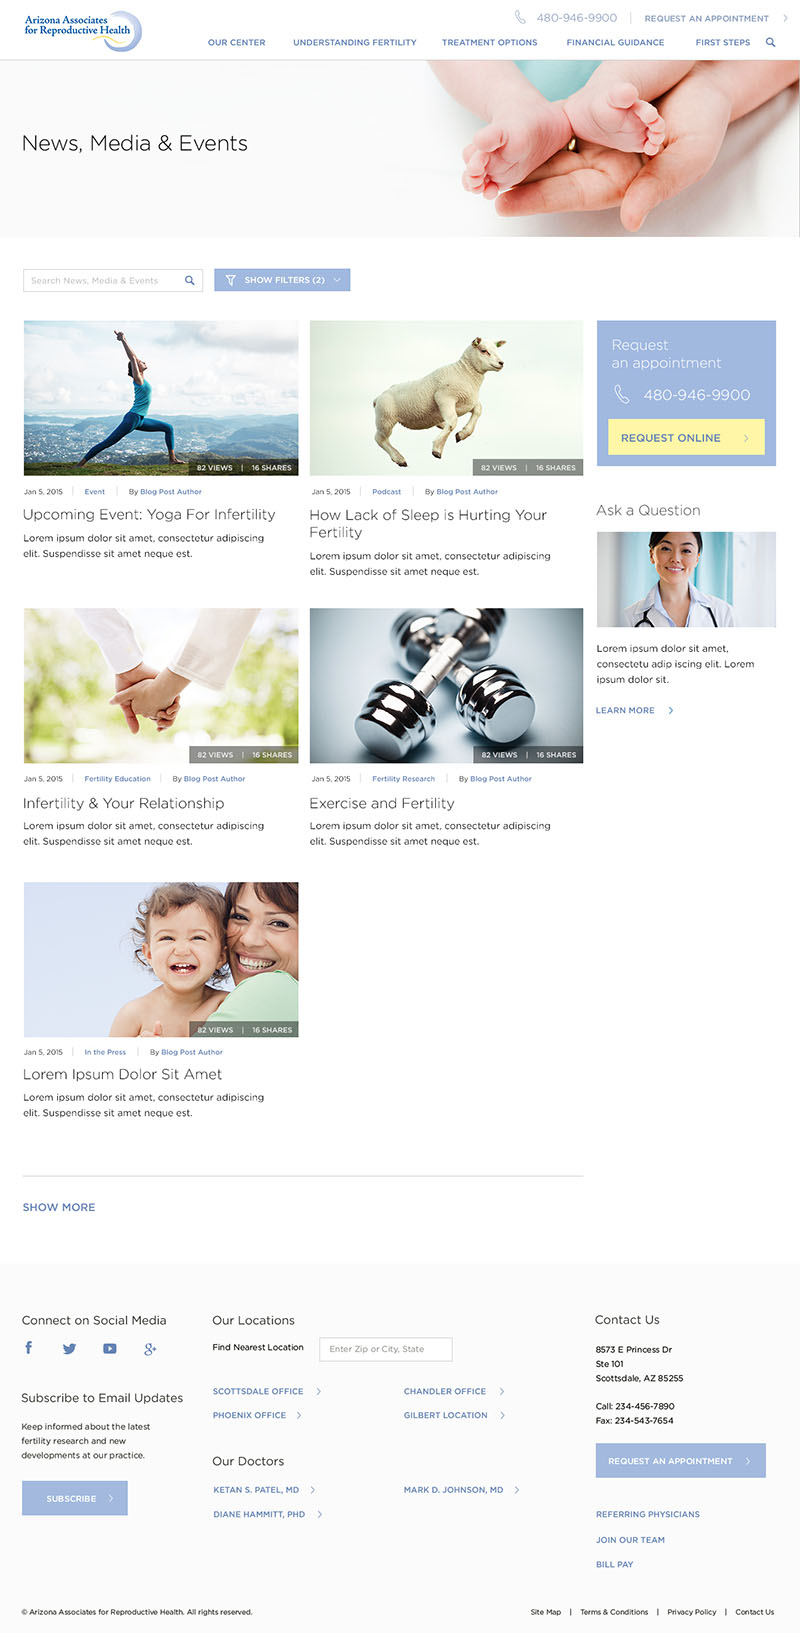 Arizona Associates
for Reproductive Health
480-946-9900
REQUEST AN APPOINTMENT
OUR CENTER
UNDERSTANDING FERTILITY
TREATMENT OPTIONS
FINANCIAL GUIDANCE
FIRST STEPS
News, Media & Events
Search News, Media & Events
SHOW FILTERS (2)
82 VIEWS | 16 SHARES
Jan 5, 2015 | Event | By Blog Post Author
Upcoming Event: Yoga For Infertility
Lorem ipsum dolor sit amet, consectetur adipiscing
elit. Suspendisse sit amet neque est.
82 VIEWS | 16 SHARES
Jan 5, 2015 | Podcast | By Blog Post Author
How Lack of Sleep is Hurting Your
Fertility
Lorem ipsum dolor sit amet, consectetur adipiscing
elit. Suspendisse sit amet neque est.
Request
an appointment
480-946-9900
REQUEST ONLINE
Ask a Question
Lorem ipsum dolor sit amet,
consectetu adip iscing elit. Lorem
ipsum dolor sit.
LEARN MORE
82 VIEWS | 16 SHARES
Jan 5, 2015 | Fertility Education | By Blog Post Author
Infertility & Your Relationship
Lorem ipsum dolor sit amet, consectetur adipiscing
elit. Suspendisse sit amet neque est.
82 VIEWS | 16 SHARES
Jan 5, 2015 | Fertility Research | By Blog Post Author
Exercise and Fertility
Lorem ipsum dolor sit amet, consectetur adipiscing
elit. Suspendisse sit amet neque est.
82 VIEWS | 16 SHARES
Jan 5, 2015 | In the Press | By Blog Post Author
Lorem Ipsum Dolor Sit Amet
Lorem ipsum dolor sit amet, consectetur adipiscing
elit. Suspendisse sit amet neque est.
SHOW MORE
Connect on Social Media
Subscribe to Email Updates
Keep informed about the latest
fertility research and new
developments at our practice.
SUBSCRIBE
Our Locations
Find Nearest Location
Enter Zip or City, State
SCOTTSDALE OFFICE
CHANDLER OFFICE
PHOENIX OFFICE
GILBERT LOCATION
Our Doctors
KETAN S. PATEL, MD
MARK D. JOHNSON, MD
DIANE HAMMITT, PHD
Contact Us
8573 E Princess Dr
Ste 101
Scottsdale, AZ 85255
Call: 234-456-7890
Fax: 234-543-7654
REQUEST AN APPOINTMENT
REFERRING PHYSICIANS
JOIN OUR TEAM
BILL PAY
© Arizona Associates for Reproductive Health. All rights reserved.
Site Map | Terms & Conditions | Privacy Policy | Contact Us